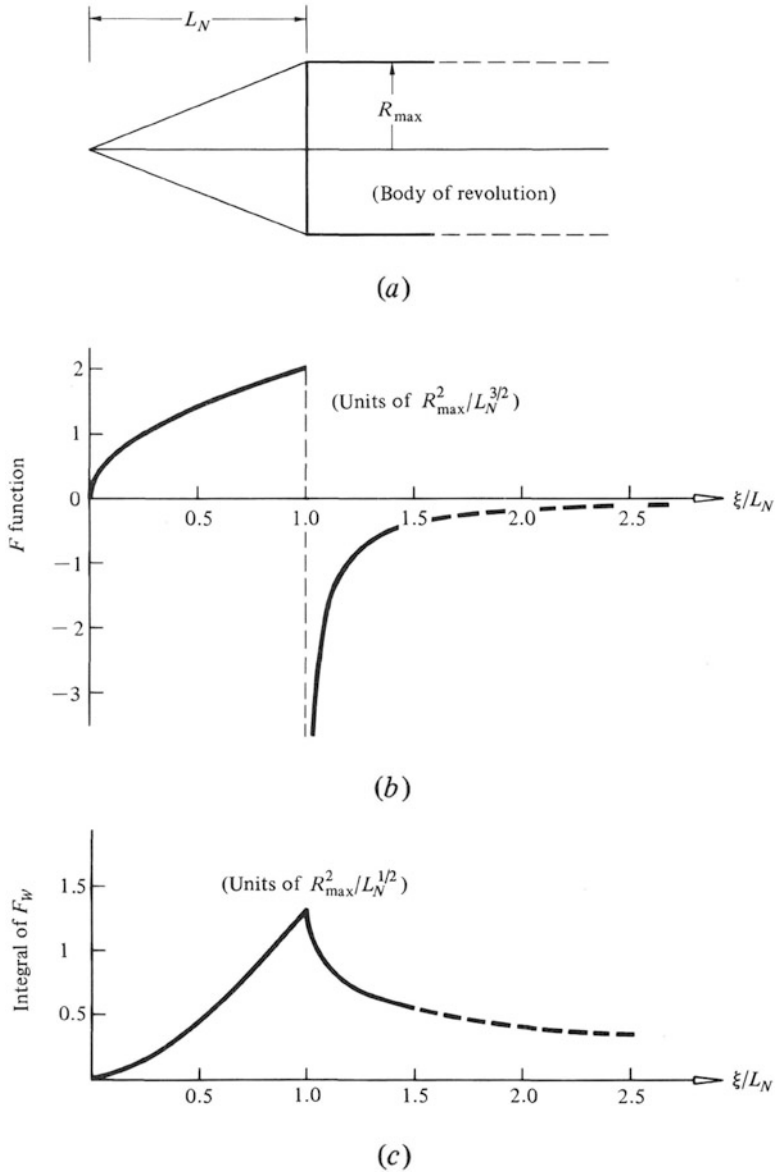 L_N
R_max
(Body of revolution)
(a)
2
(Units of R²_max/L_N^3/2)
1
0
0.5
1.0
1.5
2.0
2.5
ξ/L_N
F function
−1
−2
−3
(b)
1.5
(Units of R²_max/L_N^1/2)
1
0.5
Integral of F_W
0.5
1.0
1.5
2.0
2.5
ξ/L_N
(c)